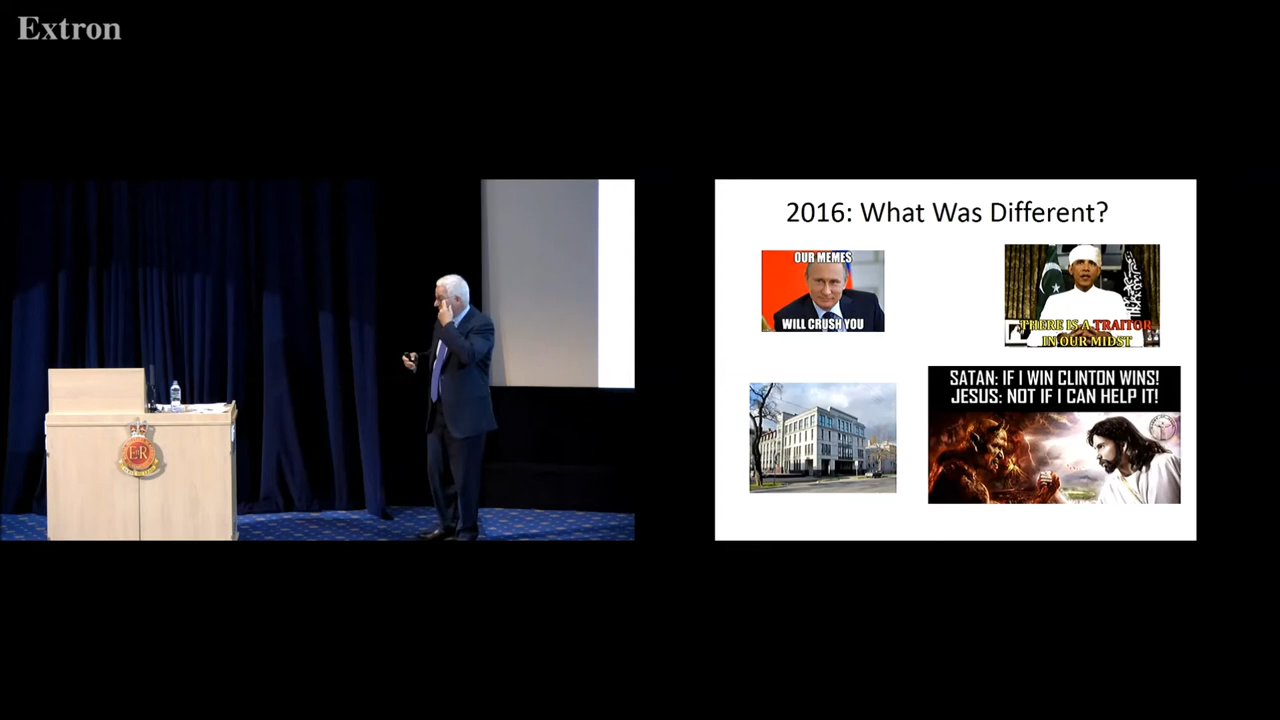 Extron
E R
2016: What Was Different?
OUR MEMES
WILL CRUSH YOU
THERE IS A TRAITOR
IN OUR MIDST
SATAN: IF I WIN CLINTON WINS!
JESUS: NOT IF I CAN HELP IT!